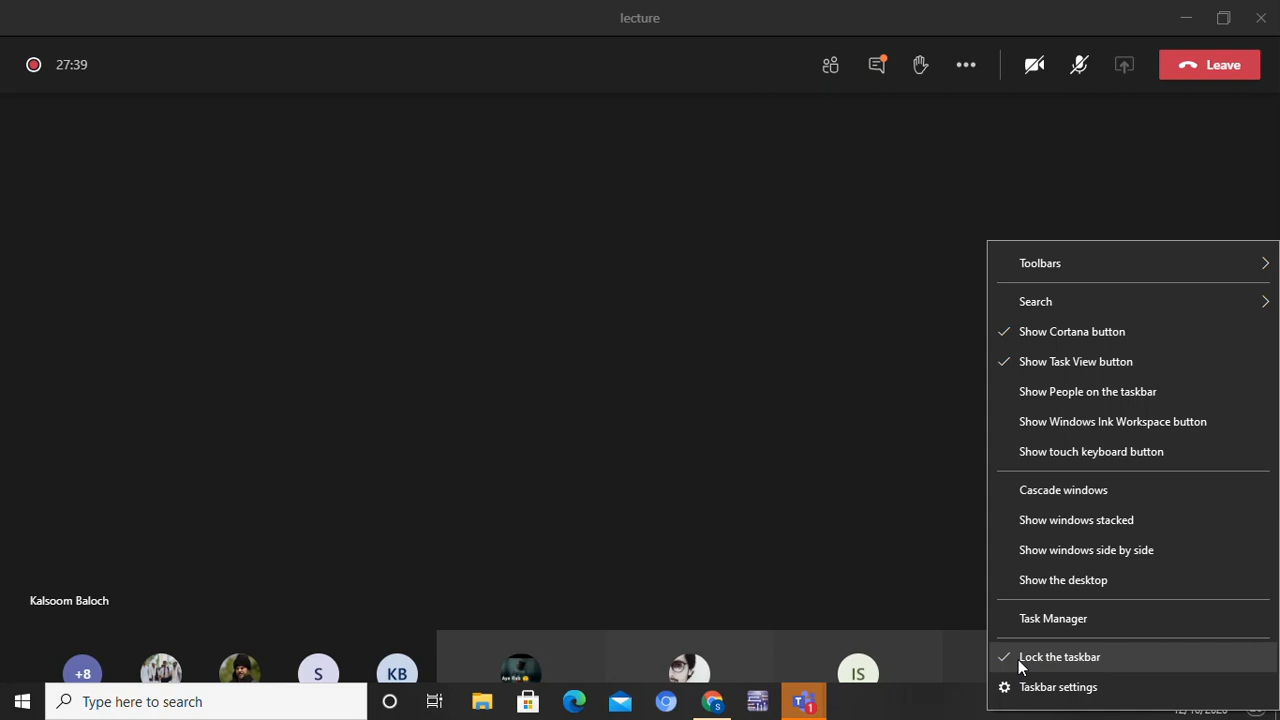 lecture
27:39
Leave
Toolbars
Search
Show Cortana button
Show Task View button
Show People on the taskbar
Show Windows Ink Workspace button
Show touch keyboard button
Cascade windows
Show windows stacked
Show windows side by side
Show the desktop
Task Manager
Lock the taskbar
Taskbar settings
Kalsoom Baloch
+8
S
KB
IS
Type here to search
1